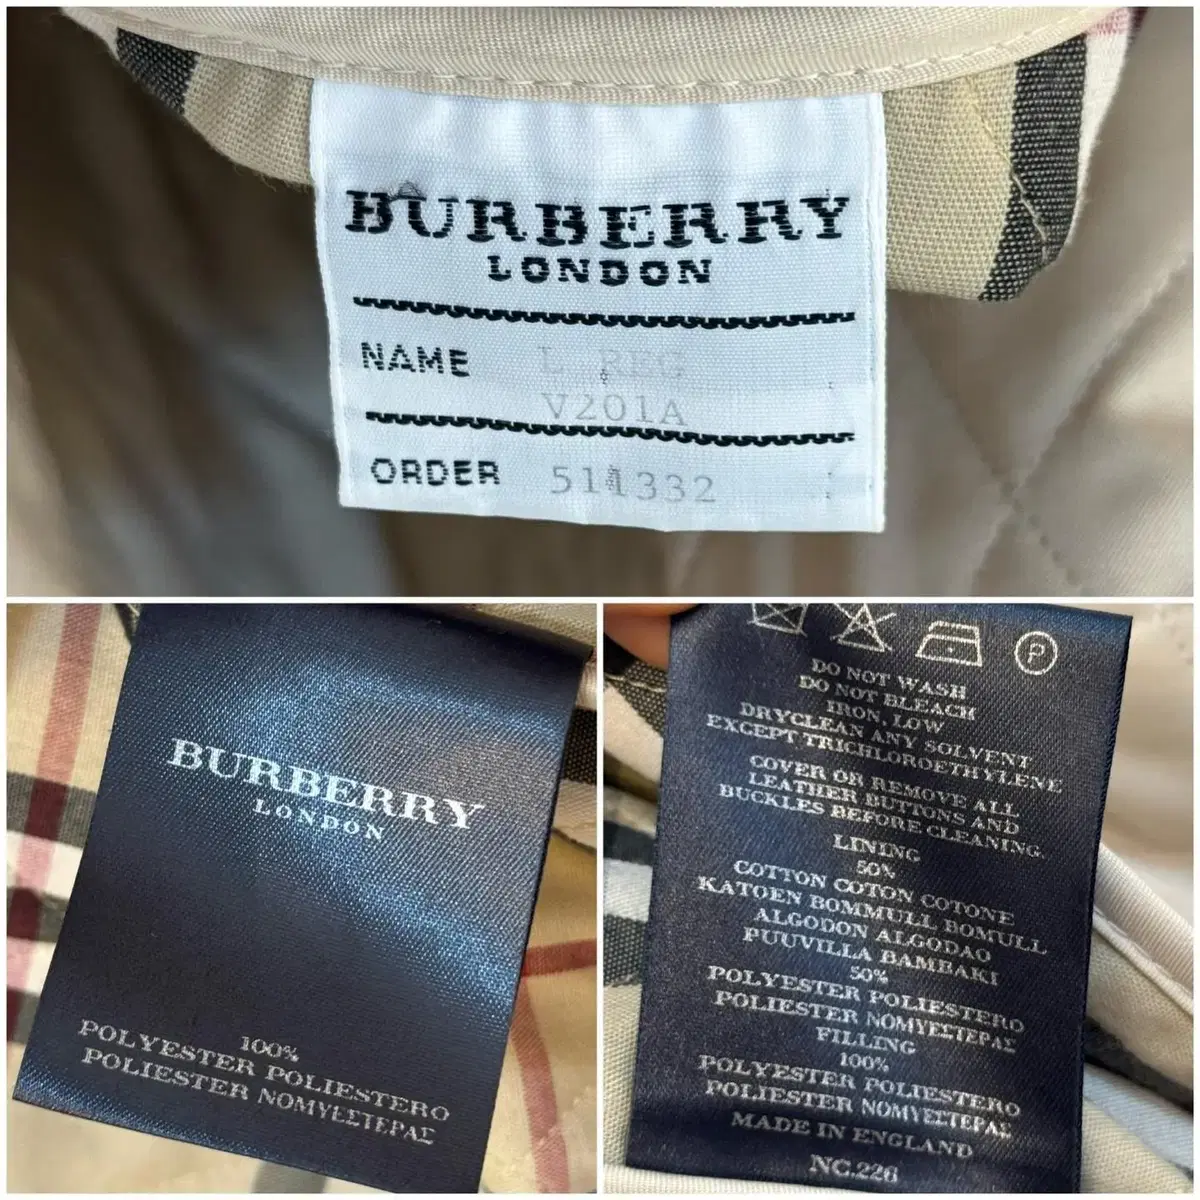 BURBERRY
LONDON
NAME L REG
V201A
ORDER 511332
BURBERRY
LONDON
100%
POLYESTER POLIESTERO
POLIESTER ΝΟΜΥΕΣΤΕΡΑΣ
P
DO NOT WASH
DO NOT BLEACH
IRON, LOW
DRYCLEAN ANY SOLVENT
EXCEPT TRICHLOROETHYLENE
COVER OR REMOVE ALL
LEATHER BUTTONS AND
BUCKLES BEFORE CLEANING.
LINING
50%
COTTON COTON COTONE
KATOEN BOMMULL BOMULL
ALGODON ALGODAO
PUUVILLA BAMBAKI
50%
POLYESTER POLIESTERO
POLIESTER ΝΟΜΥΕΣΤΕΡΑΣ
FILLING
100%
POLYESTER POLIESTERO
POLIESTER ΝΟΜΥΕΣΤΕΡΑΣ
MADE IN ENGLAND
NC.226